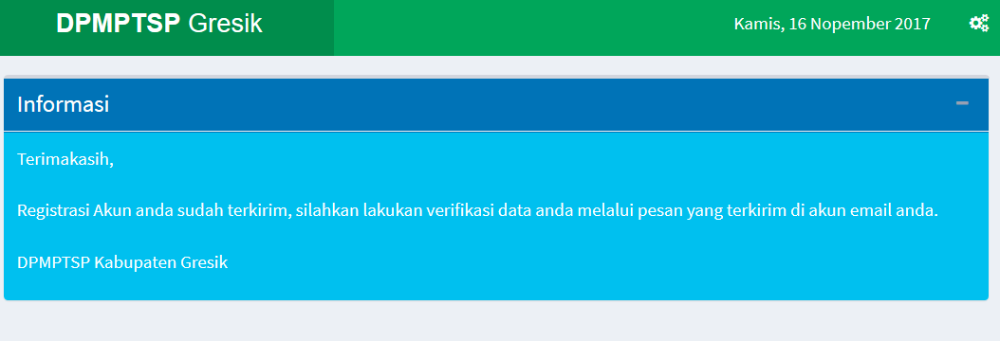 DPMPTSP Gresik
Kamis, 16 Nopember 2017
Informasi
Terimakasih,
Registrasi Akun anda sudah terkirim, silahkan lakukan verifikasi data anda melalui pesan yang terkirim di akun email anda.
DPMPTSP Kabupaten Gresik